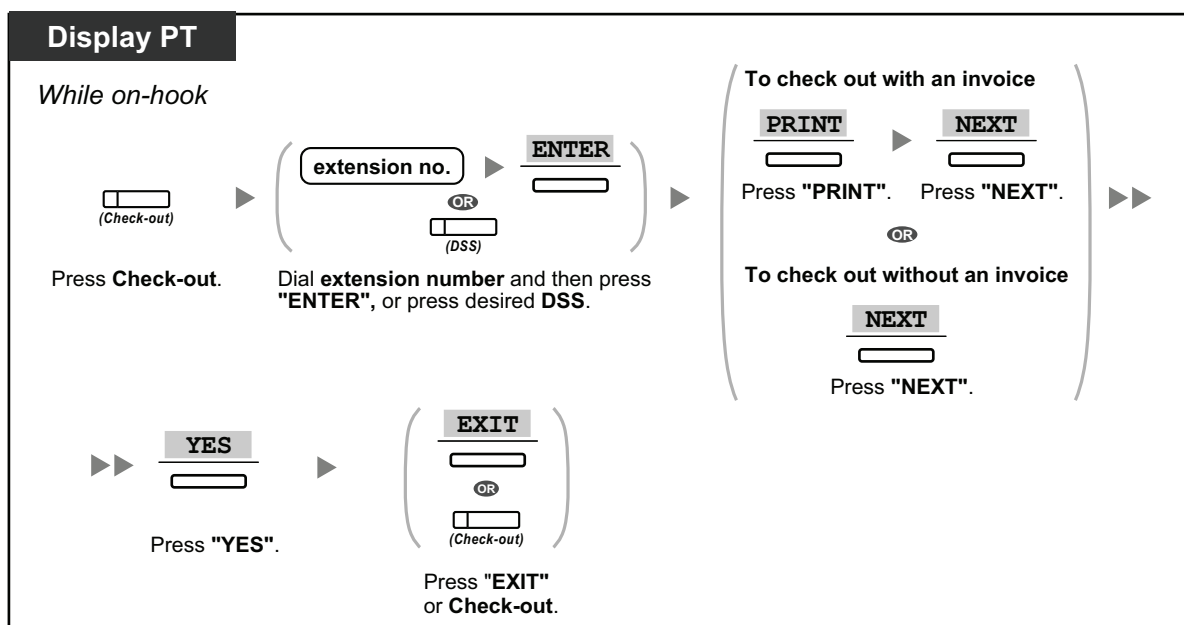 Display PT
While on-hook
(Check-out)
Press Check-out.
extension no.
ENTER
OR
(DSS)
Dial extension number and then press
"ENTER", or press desired DSS.
To check out with an invoice
PRINT
NEXT
Press "PRINT".
Press "NEXT".
OR
To check out without an invoice
NEXT
Press "NEXT".
YES
Press "YES".
EXIT
OR
(Check-out)
Press "EXIT"
or Check-out.